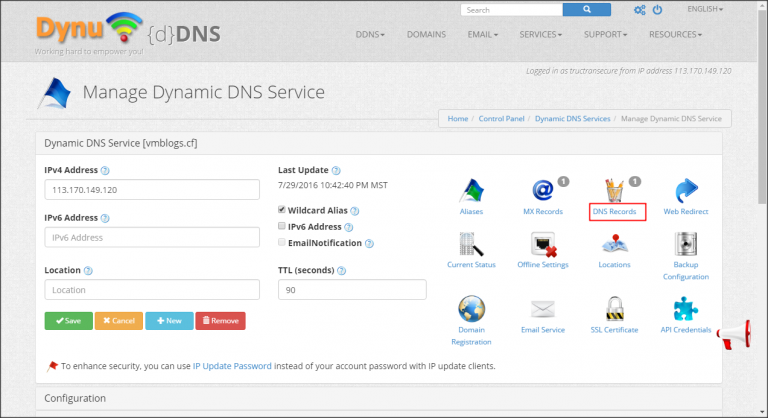 Dynu {d}DNS
Working hard to empower you!
Search
ENGLISH
DDNS DOMAINS EMAIL SERVICES SUPPORT RESOURCES
Logged in as tructransecure from IP address 113.170.149.120
Manage Dynamic DNS Service
Home / Control Panel / Dynamic DNS Services / Manage Dynamic DNS Service
Dynamic DNS Service [vmblogs.cf]
IPv4 Address ?
113.170.149.120
IPv6 Address ?
IPv6 Address
Location ?
Location
Save Cancel New Remove
Last Update ?
7/29/2016 10:42:40 PM MST
Wildcard Alias ?
IPv6 Address ?
EmailNotification ?
TTL (seconds) ?
90
1 1
Aliases MX Records DNS Records Web Redirect
Current Status Offline Settings Locations Backup
Configuration
Domain
Registration
Email Service SSL Certificate API Credentials
To enhance security, you can use IP Update Password instead of your account password with IP update clients.
Configuration